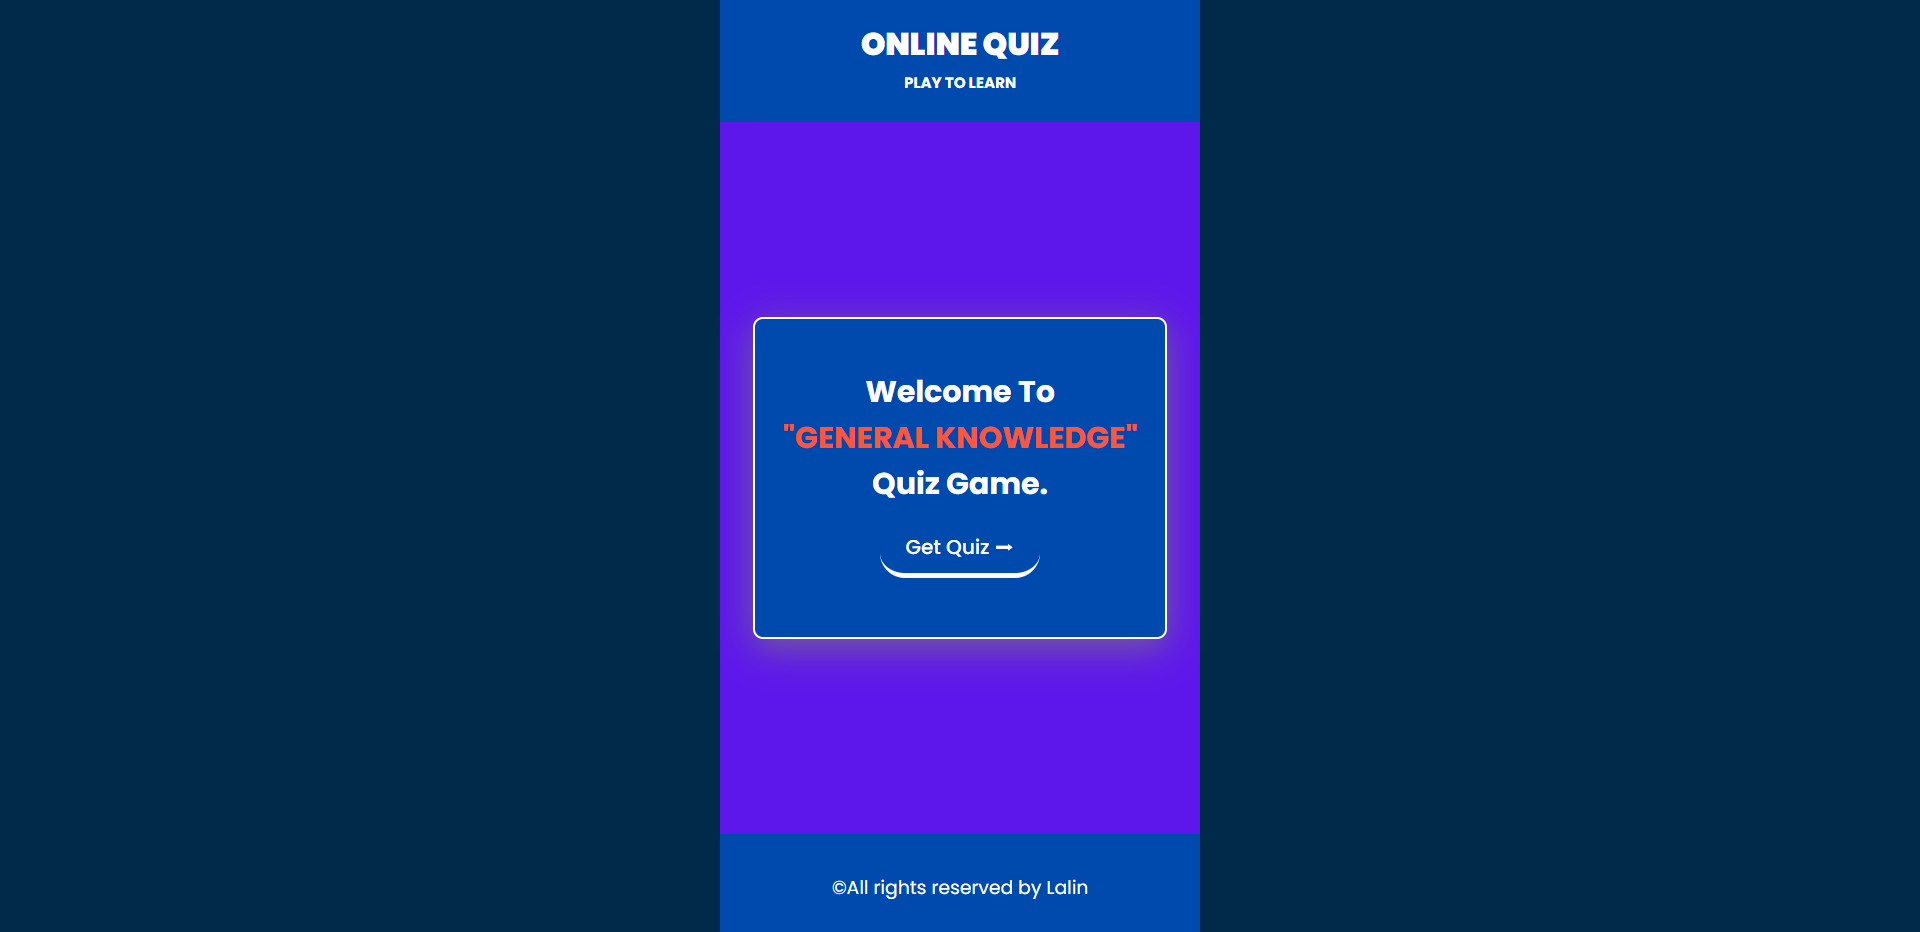 ONLINE QUIZ
PLAY TO LEARN
Welcome To
"GENERAL KNOWLEDGE"
Quiz Game.
Get Quiz ➞
©All rights reserved by Lalin